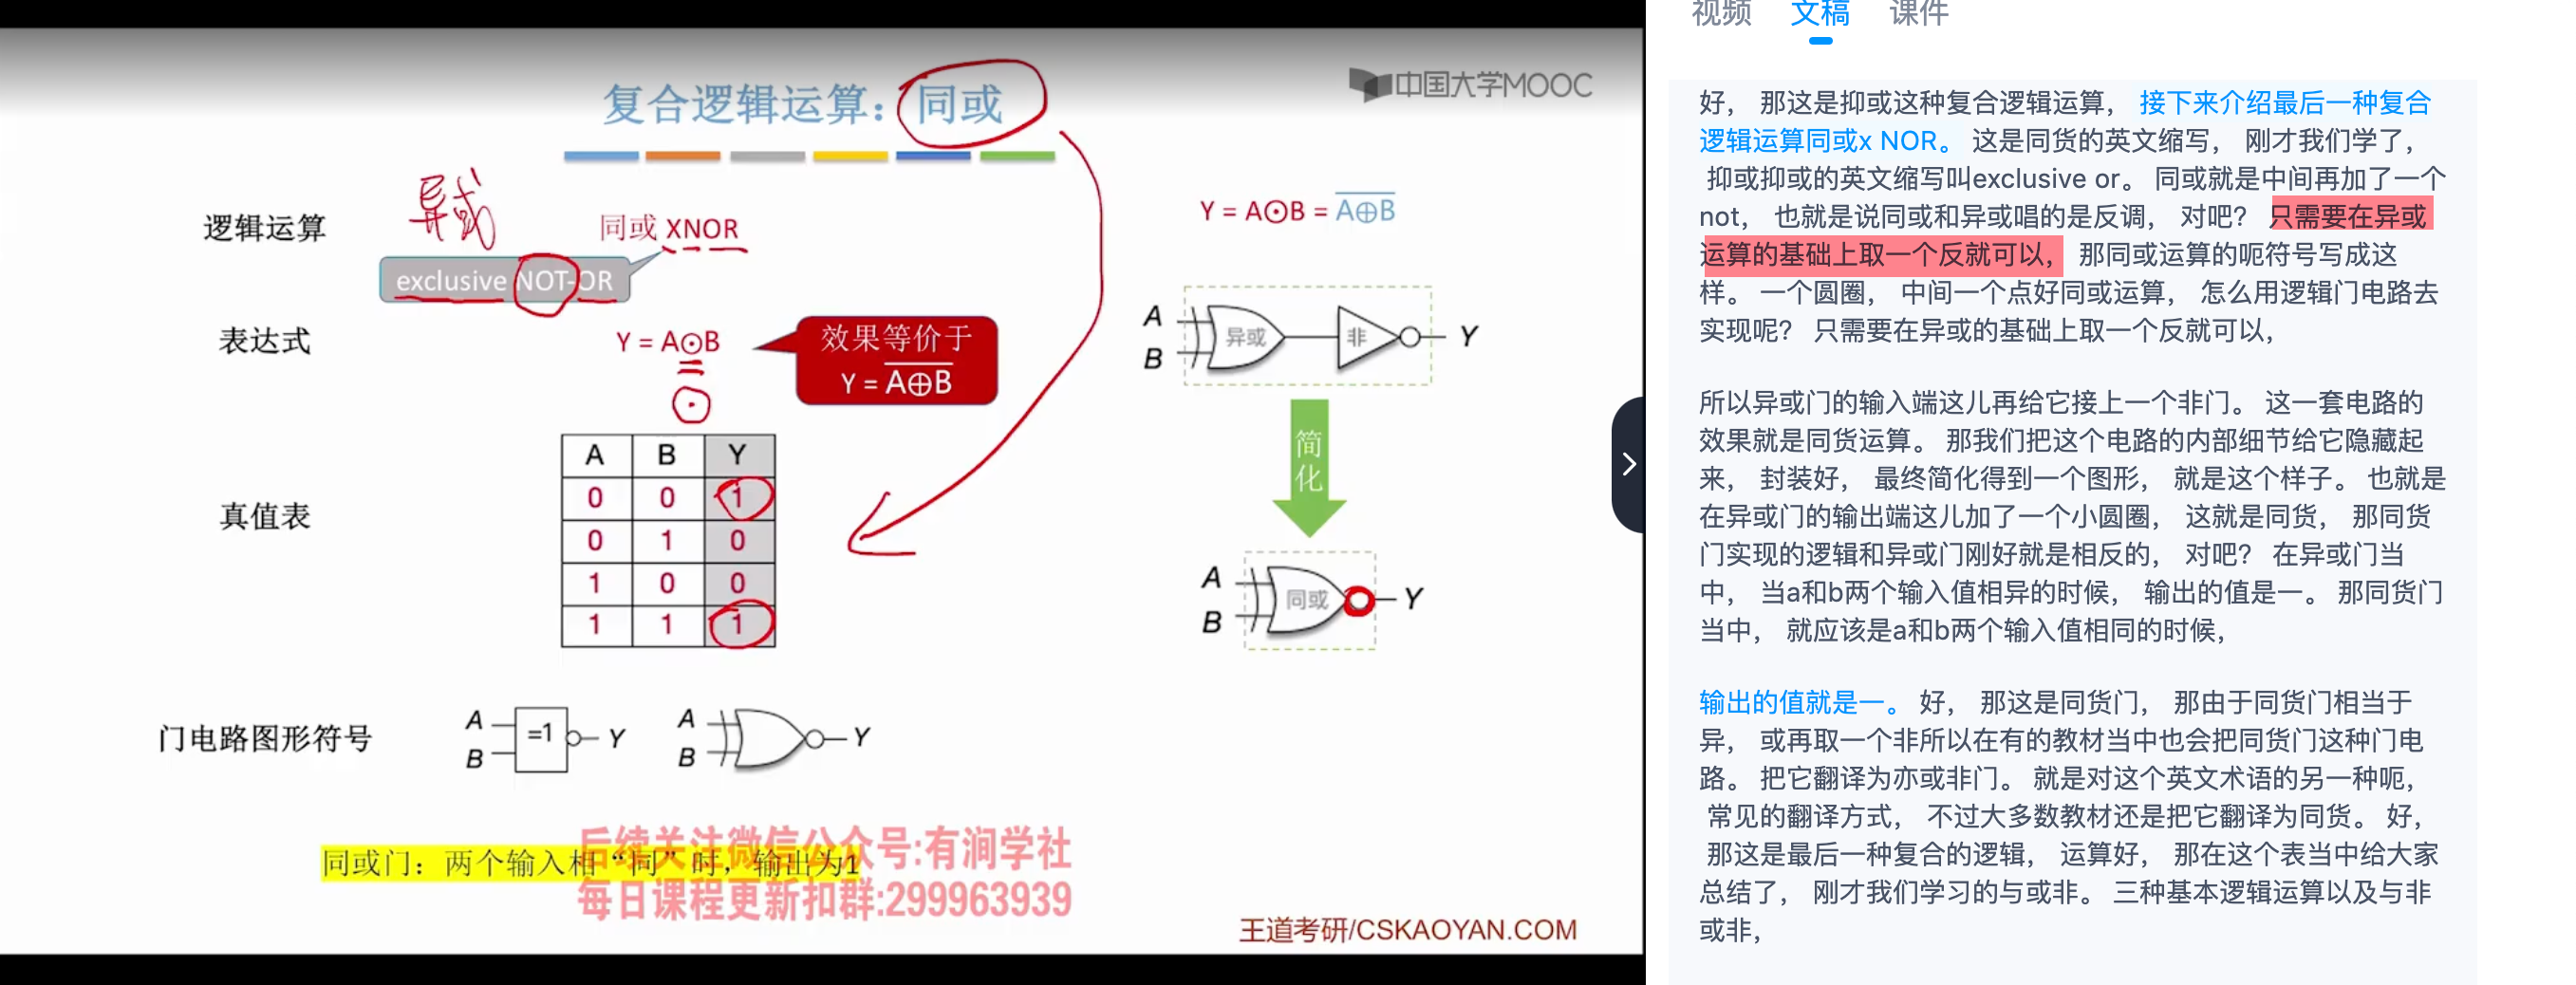 中国大学MOOC
复合逻辑运算：同或
异或
逻辑运算
同或 XNOR
exclusive NOT-OR
表达式
Y = A⊙B
效果等价于
Y = \overline{A⊕B}
⊙
真值表
A B Y
0 0 1
0 1 0
1 0 0
1 1 1
门电路图形符号
A
B
=1
Y
A
B
Y
同或门：两个输入相“同”时，输出为1
后续关注微信公众号:有涧学社
每日课程更新扣群:299963939
Y = A⊙B = \overline{A⊕B}
A
B
异或
非
Y
简化
A
B
同或
Y
王道考研/CSKAOYAN.COM
视频 文稿 课件
好， 那这是抑或这种复合逻辑运算， 接下来介绍最后一种复合
逻辑运算同或x NOR。 这是同货的英文缩写， 刚才我们学了，
抑或抑或的英文缩写叫exclusive or。 同或就是中间再加了一个
not， 也就是说同或和异或唱的是反调， 对吧？ 只需要在异或
运算的基础上取一个反就可以， 那同或运算的呃符号写成这
样。 一个圆圈， 中间一个点好同或运算， 怎么用逻辑门电路去
实现呢？ 只需要在异或的基础上取一个反就可以，
所以异或门的输入端这儿再给它接上一个非门。 这一套电路的
效果就是同货运算。 那我们把这个电路的内部细节给它隐藏起
来， 封装好， 最终简化得到一个图形， 就是这个样子。 也就是
在异或门的输出端这儿加了一个小圆圈， 这就是同货， 那同货
门实现的逻辑和异或门刚好就是相反的， 对吧？ 在异或门当
中， 当a和b两个输入值相异的时候， 输出的值是一。 那同货门
当中， 就应该是a和b两个输入值相同的时候，
输出的值就是一。 好， 那这是同货门， 那由于同货门相当于
异， 或再取一个非所以在有的教材当中也会把同货门这种门电
路。 把它翻译为亦或非门。 就是对这个英文术语的另一种呃，
常见的翻译方式， 不过大多数教材还是把它翻译为同货。 好，
那这是最后一种复合的逻辑， 运算好， 那在这个表当中给大家
总结了， 刚才我们学习的与或非。 三种基本逻辑运算以及与非
或非，